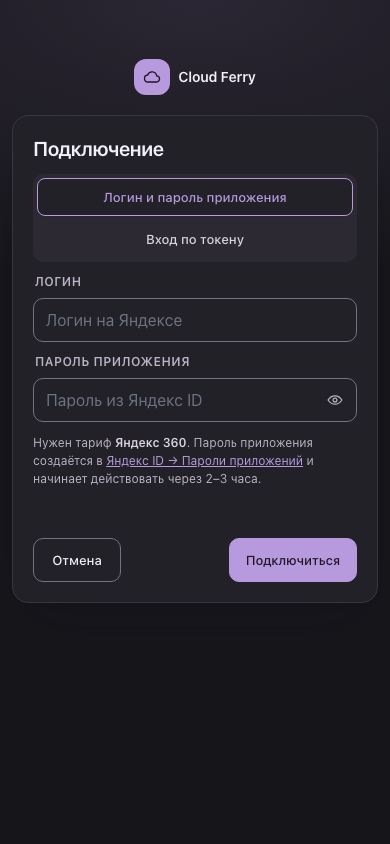 Cloud Ferry
Подключение
Логин и пароль приложения
Вход по токену
ЛОГИН
Логин на Яндексе
ПАРОЛЬ ПРИЛОЖЕНИЯ
Пароль из Яндекс ID
Нужен тариф Яндекс 360. Пароль приложения
создаётся в Яндекс ID → Пароли приложений и
начинает действовать через 2–3 часа.
Отмена
Подключиться